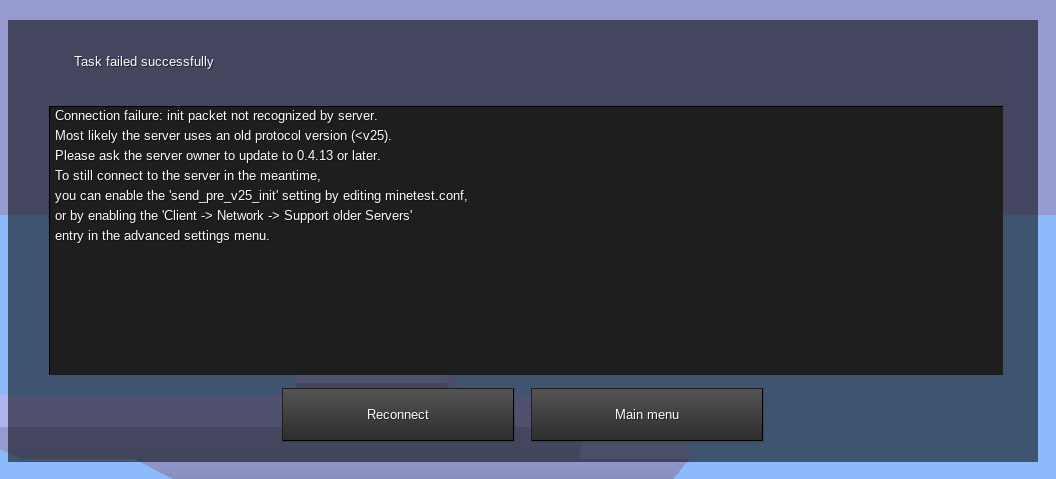 Task failed successfully
Connection failure: init packet not recognized by server.
Most likely the server uses an old protocol version (<v25).
Please ask the server owner to update to 0.4.13 or later.
To still connect to the server in the meantime,
you can enable the 'send_pre_v25_init' setting by editing minetest.conf,
or by enabling the 'Client -> Network -> Support older Servers'
entry in the advanced settings menu.
Reconnect
Main menu